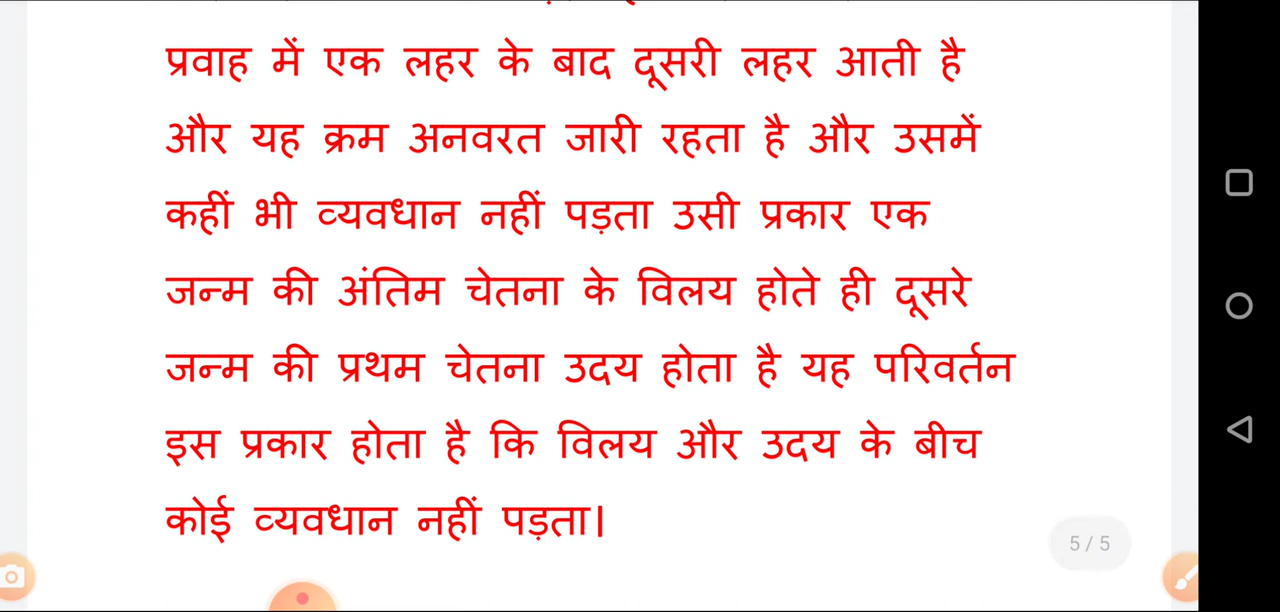 प्रवाह में एक लहर के बाद दूसरी लहर आती है
और यह क्रम अनवरत जारी रहता है और उसमें
कहीं भी व्यवधान नहीं पड़ता उसी प्रकार एक
जन्म की अंतिम चेतना के विलय होते ही दूसरे
जन्म की प्रथम चेतना उदय होता है यह परिवर्तन
इस प्रकार होता है कि विलय और उदय के बीच
कोई व्यवधान नहीं पड़ता।
5 / 5